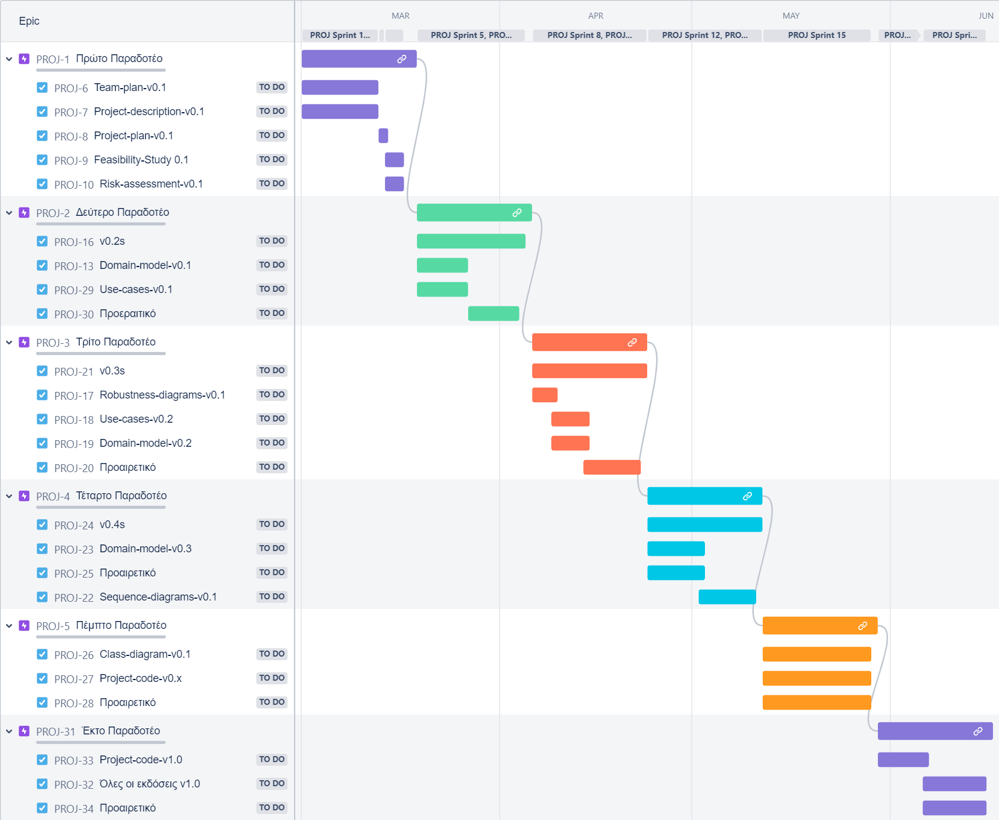 Epic
MAR APR MAY JUN
PROJ Sprint 1... PROJ Sprint 5, PRO... PROJ Sprint 8, PROJ... PROJ Sprint 12, PRO... PROJ Sprint 15 PROJ... PROJ Spri...
PROJ-1 Πρώτο Παραδοτέο
PROJ-6 Team-plan-v0.1 TO DO
PROJ-7 Project-description-v0.1 TO DO
PROJ-8 Project-plan-v0.1 TO DO
PROJ-9 Feasibility-Study 0.1 TO DO
PROJ-10 Risk-assessment-v0.1 TO DO
PROJ-2 Δεύτερο Παραδοτέο
PROJ-16 v0.2s TO DO
PROJ-13 Domain-model-v0.1 TO DO
PROJ-29 Use-cases-v0.1 TO DO
PROJ-30 Προεραιτικό TO DO
PROJ-3 Τρίτο Παραδοτέο
PROJ-21 v0.3s TO DO
PROJ-17 Robustness-diagrams-v0.1 TO DO
PROJ-18 Use-cases-v0.2 TO DO
PROJ-19 Domain-model-v0.2 TO DO
PROJ-20 Προαιρετικό TO DO
PROJ-4 Τέταρτο Παραδοτέο
PROJ-24 v0.4s TO DO
PROJ-23 Domain-model-v0.3 TO DO
PROJ-25 Προαιρετικό TO DO
PROJ-22 Sequence-diagrams-v0.1 TO DO
PROJ-5 Πέμπτο Παραδοτέο
PROJ-26 Class-diagram-v0.1 TO DO
PROJ-27 Project-code-v0.x TO DO
PROJ-28 Προαιρετικό TO DO
PROJ-31 Έκτο Παραδοτέο
PROJ-33 Project-code-v1.0 TO DO
PROJ-32 Όλες οι εκδόσεις v1.0 TO DO
PROJ-34 Προαιρετικό TO DO